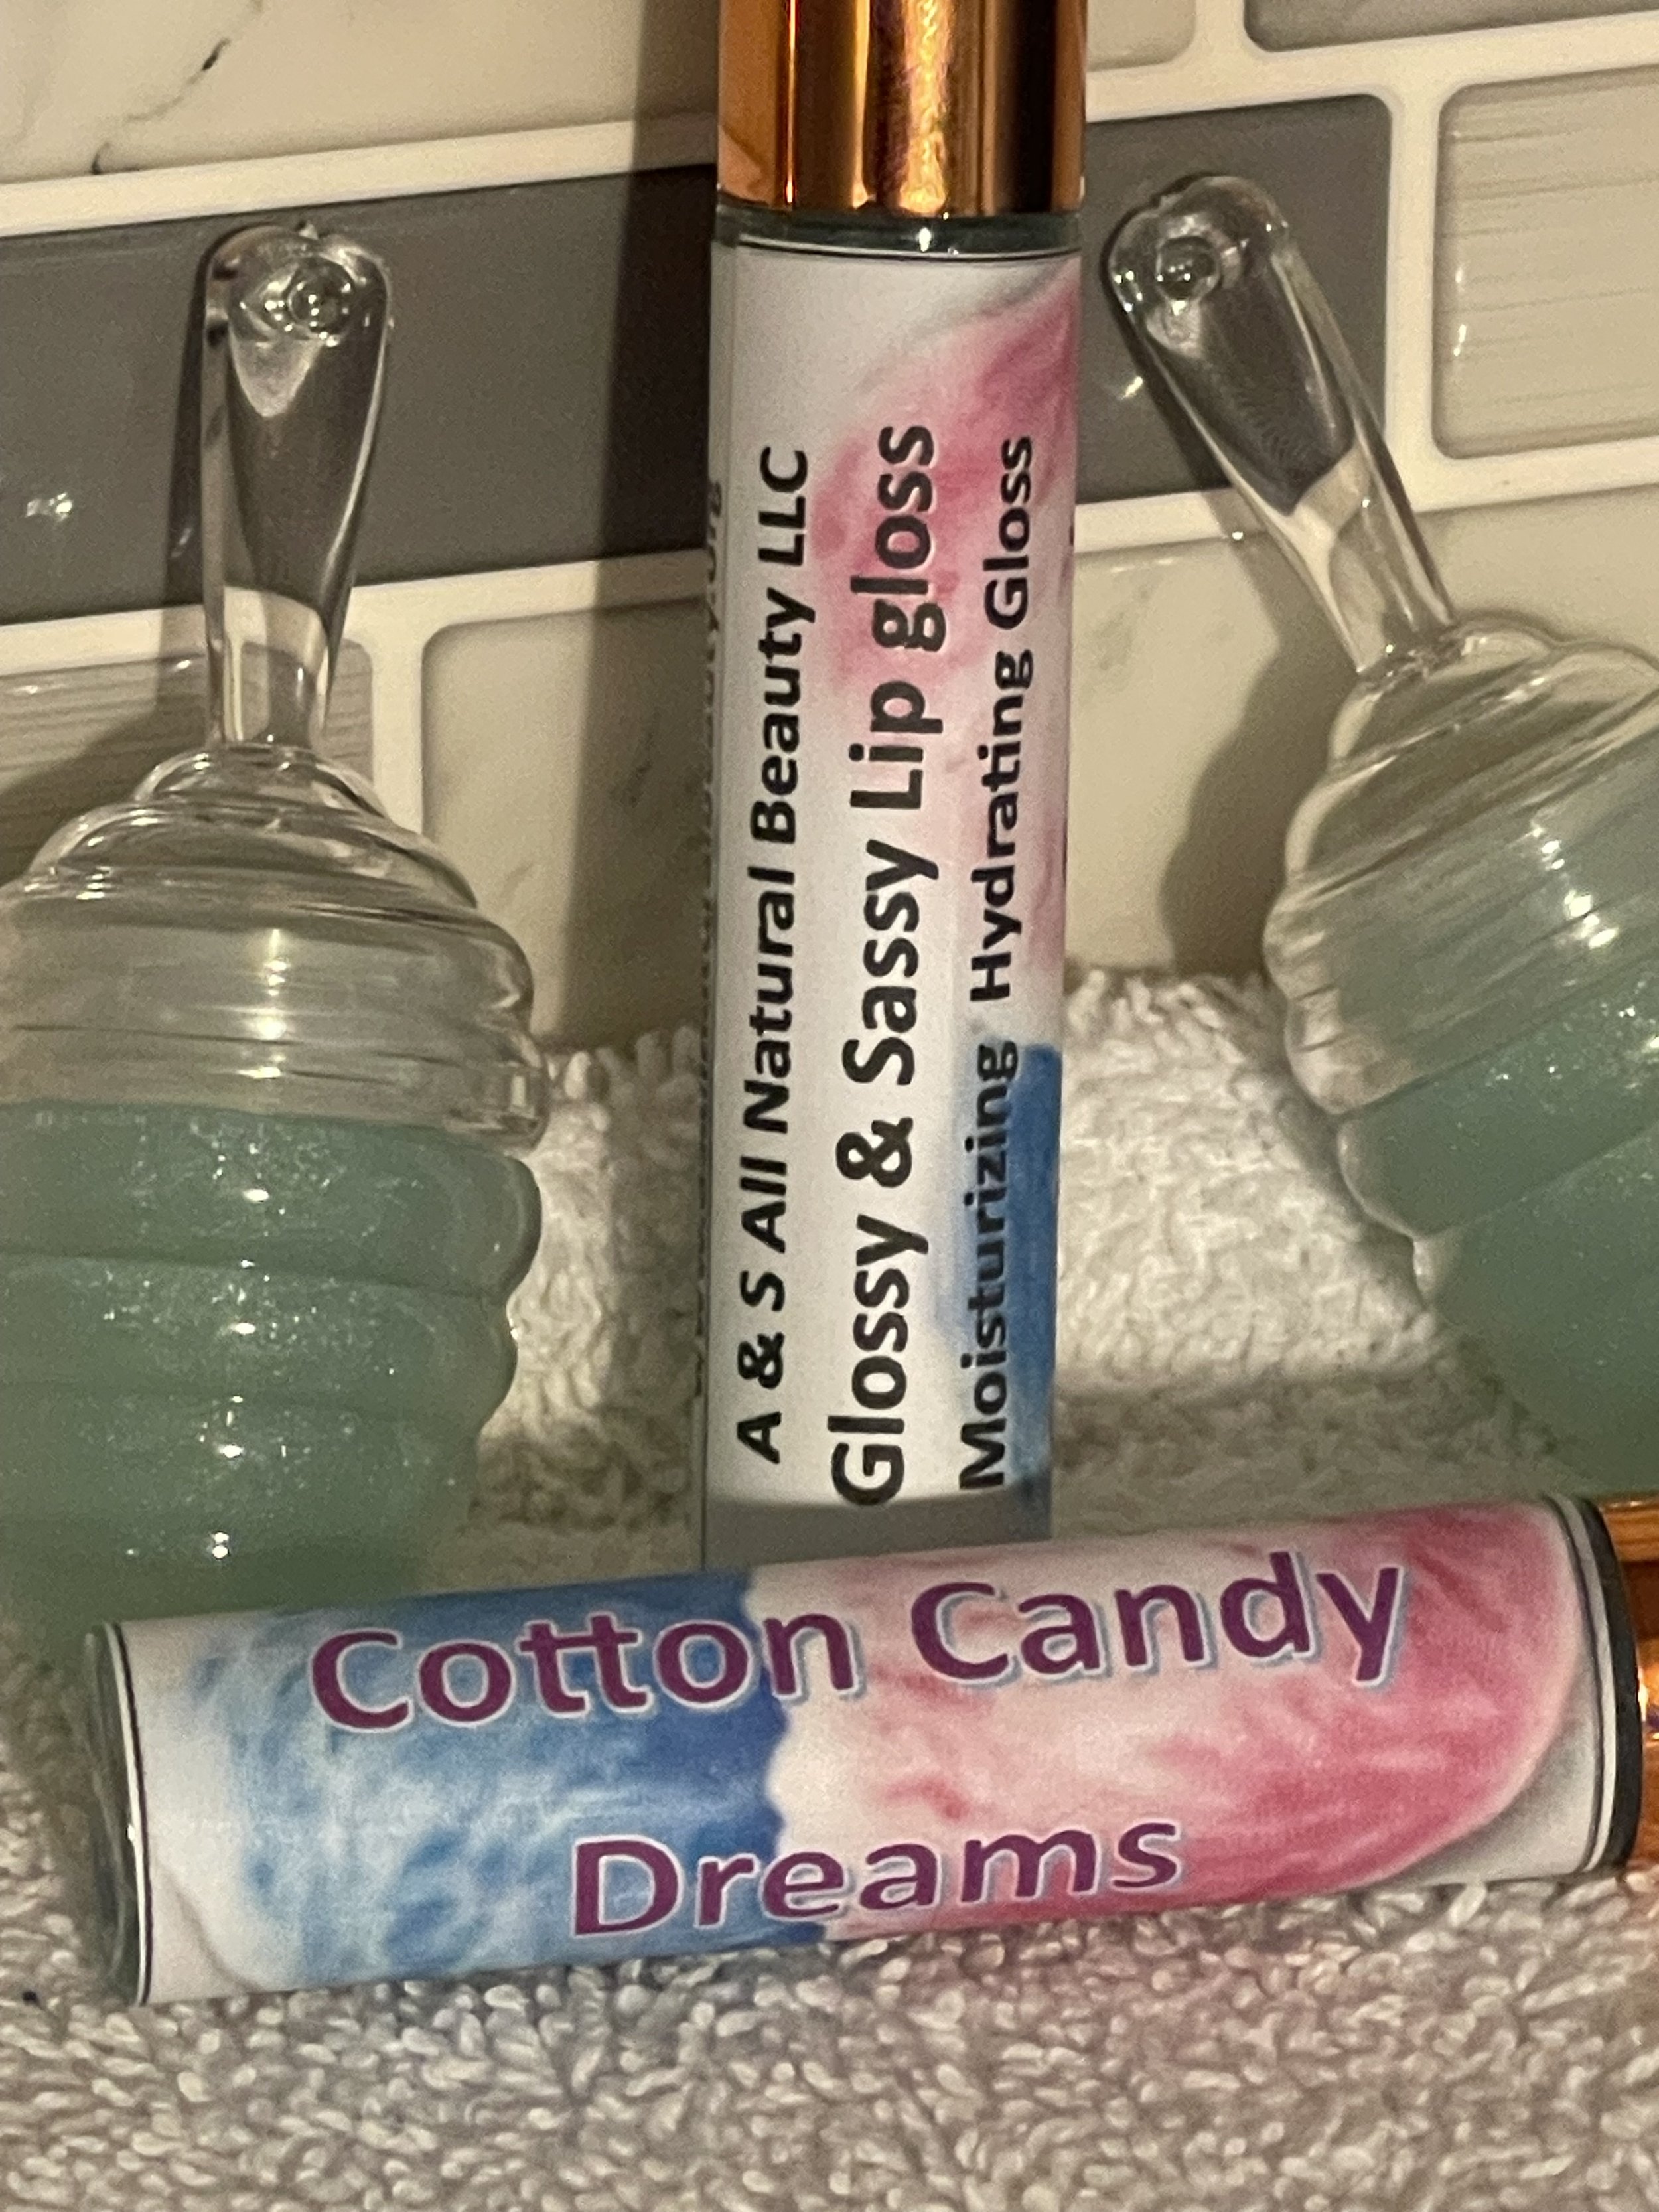 A & S All Natural Beauty LLC
Glossy & Sassy Lip gloss
Moisturizing Hydrating Gloss
Cotton Candy
Dreams